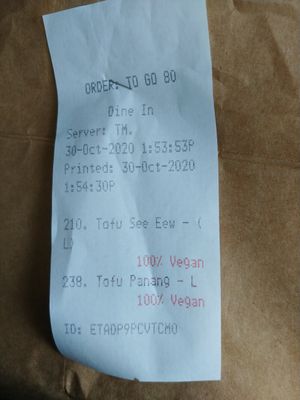 ORDER: TO GO 80
Dine In
Server: TM.
30-Oct-2020 1:53:53P
Printed: 30-Oct-2020
1:54:30P
210. Tofu See Eew - (
L)
100% Vegan
238. Tofu Panang - L
100% Vegan
ID: ETADP9PCVTCMO